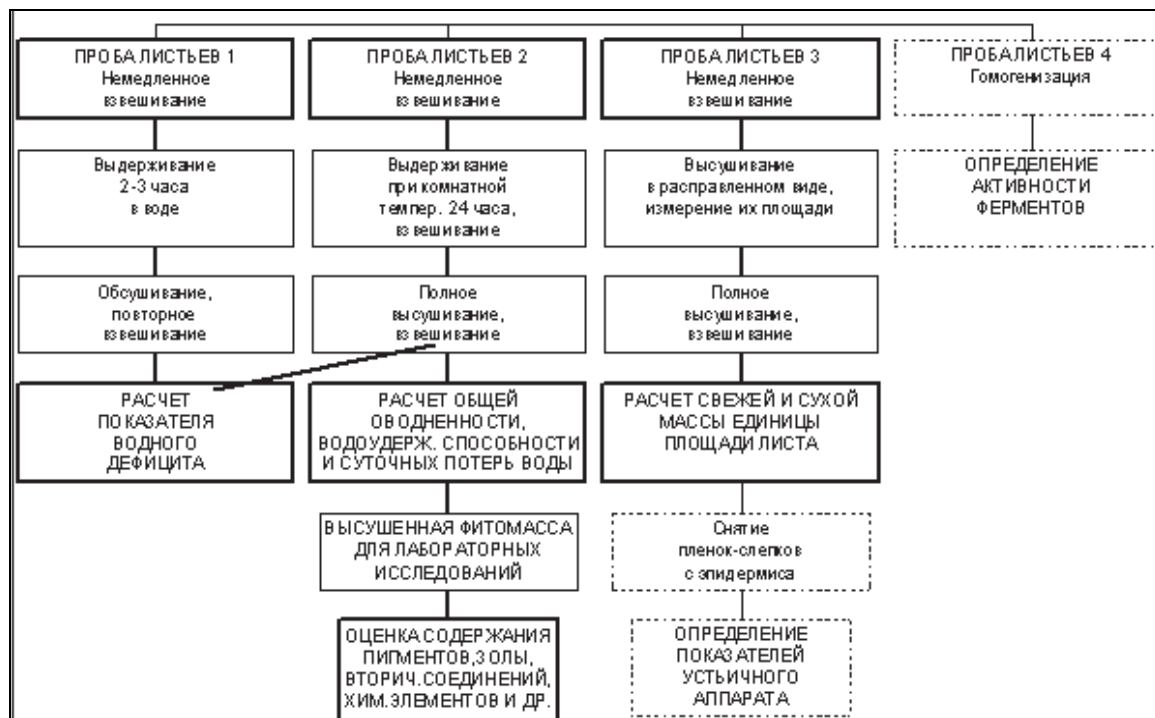 ПРОБА ЛИСТЬЕВ 1
Немедленное
взвешивание
ПРОБА ЛИСТЬЕВ 2
Немедленное
взвешивание
ПРОБА ЛИСТЬЕВ 3
Немедленное
взвешивание
ПРОБА ЛИСТЬЕВ 4
Гомогенизация
Выдерживание
2-3 часа
в воде
Выдерживание
при комнатной
темпер. 24 часа,
взвешивание
Высушивание
в расправленном виде,
измерение их площади
ОПРЕДЕЛЕНИЕ
АКТИВНОСТИ
ФЕРМЕНТОВ
Обсушивание,
повторное
взвешивание
Полное
высушивание,
взвешивание
Полное
высушивание,
взвешивание
РАСЧЕТ
ПОКАЗАТЕЛЯ
ВОДНОГО
ДЕФИЦИТА
РАСЧЕТ ОБЩЕЙ
ОВОДНЕННОСТИ,
ВОДОУДЕРЖ. СПОСОБНОСТИ
И СУТОЧНЫХ ПОТЕРЬ ВОДЫ
РАСЧЕТ СВЕЖЕЙ И СУХОЙ
МАССЫ ЕДИНИЦЫ
ПЛОЩАДИ ЛИСТА
ВЫСУШЕННАЯ ФИТОМАССА
ДЛЯ ЛАБОРАТОРНЫХ
ИССЛЕДОВАНИЙ
Снятие
пленок-слепков
с эпидермиса
ОЦЕНКА СОДЕРЖАНИЯ
ПИГМЕНТОВ, ЗОЛЫ,
ВТОРИЧ. СОЕДИНЕНИЙ,
ХИМ. ЭЛЕМЕНТОВ И ДР.
ОПРЕДЕЛЕНИЕ
ПОКАЗАТЕЛЕЙ
УСТЬИЧНОГО
АППАРАТА